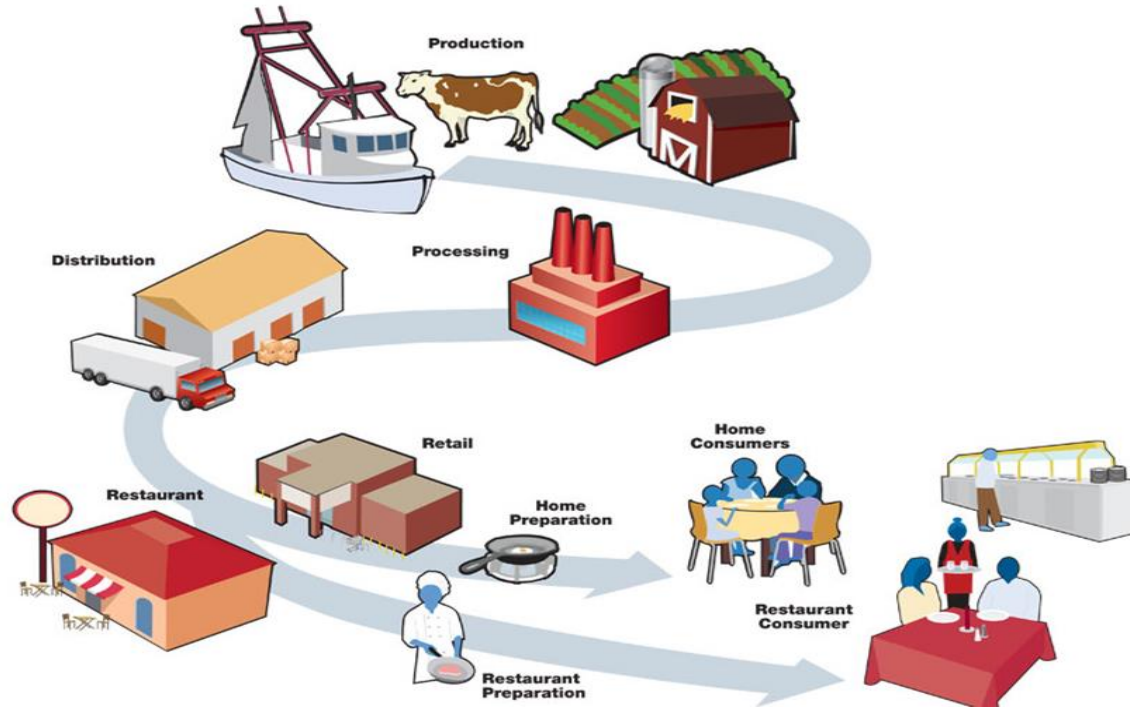 Production
Processing
Distribution
Retail
Restaurant
Home
Preparation
Home
Consumers
Restaurant
Preparation
Restaurant
Consumer